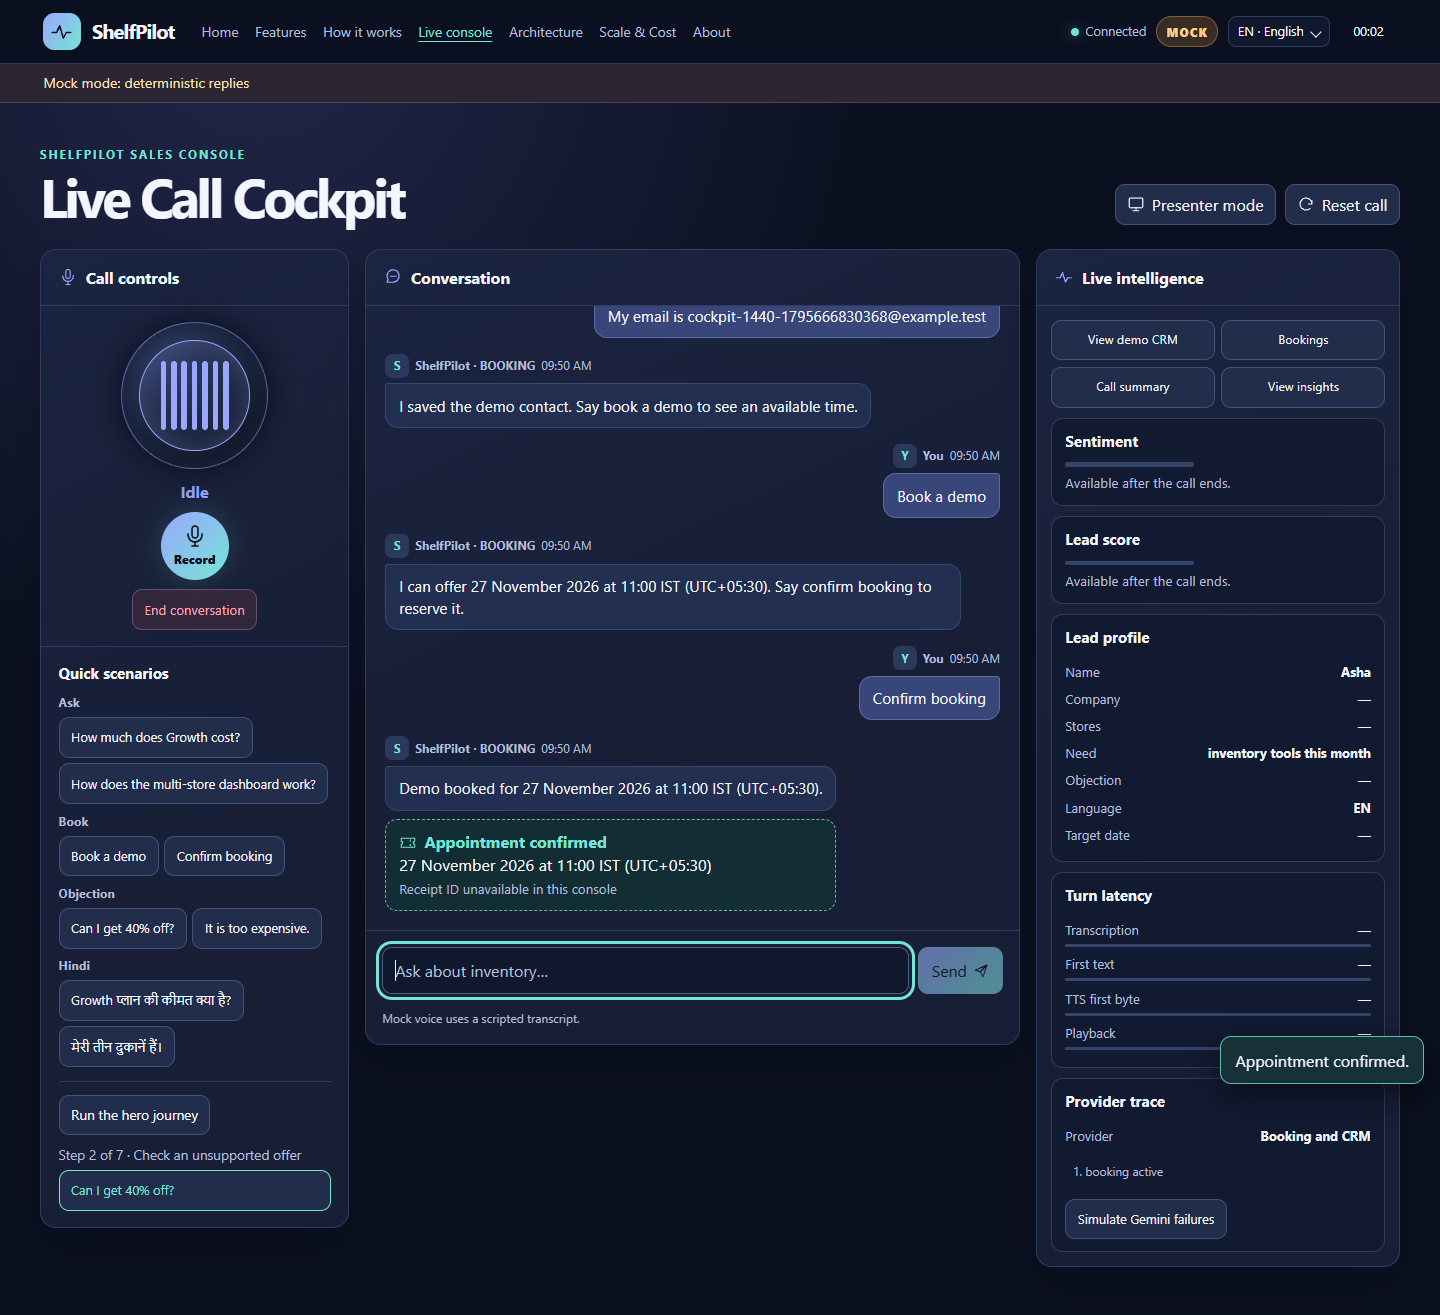 ShelfPilot
Home
Features
How it works
Live console
Architecture
Scale & Cost
About
Connected
MOCK
EN · English
00:02
Mock mode: deterministic replies
SHELFPILOT SALES CONSOLE
Live Call Cockpit
Presenter mode
Reset call
Call controls
Idle
Record
End conversation
Quick scenarios
Ask
How much does Growth cost?
How does the multi-store dashboard work?
Book
Book a demo
Confirm booking
Objection
Can I get 40% off?
It is too expensive.
Hindi
Growth प्लान की कीमत क्या है?
मेरी तीन दुकानें हैं।
Run the hero journey
Step 2 of 7 · Check an unsupported offer
Can I get 40% off?
Conversation
My email is cockpit-1440-1795666830368@example.test
S ShelfPilot · BOOKING 09:50 AM
I saved the demo contact. Say book a demo to see an available time.
Y You 09:50 AM
Book a demo
S ShelfPilot · BOOKING 09:50 AM
I can offer 27 November 2026 at 11:00 IST (UTC+05:30). Say confirm booking to
reserve it.
Y You 09:50 AM
Confirm booking
S ShelfPilot · BOOKING 09:50 AM
Demo booked for 27 November 2026 at 11:00 IST (UTC+05:30).
Appointment confirmed
27 November 2026 at 11:00 IST (UTC+05:30)
Receipt ID unavailable in this console
Ask about inventory...
Send
Mock voice uses a scripted transcript.
Live intelligence
View demo CRM
Bookings
Call summary
View insights
Sentiment
Available after the call ends.
Lead score
Available after the call ends.
Lead profile
Name Asha
Company —
Stores —
Need inventory tools this month
Objection —
Language EN
Target date —
Turn latency
Transcription —
First text —
TTS first byte —
Playback —
Appointment confirmed.
Provider trace
Provider Booking and CRM
1. booking active
Simulate Gemini failures